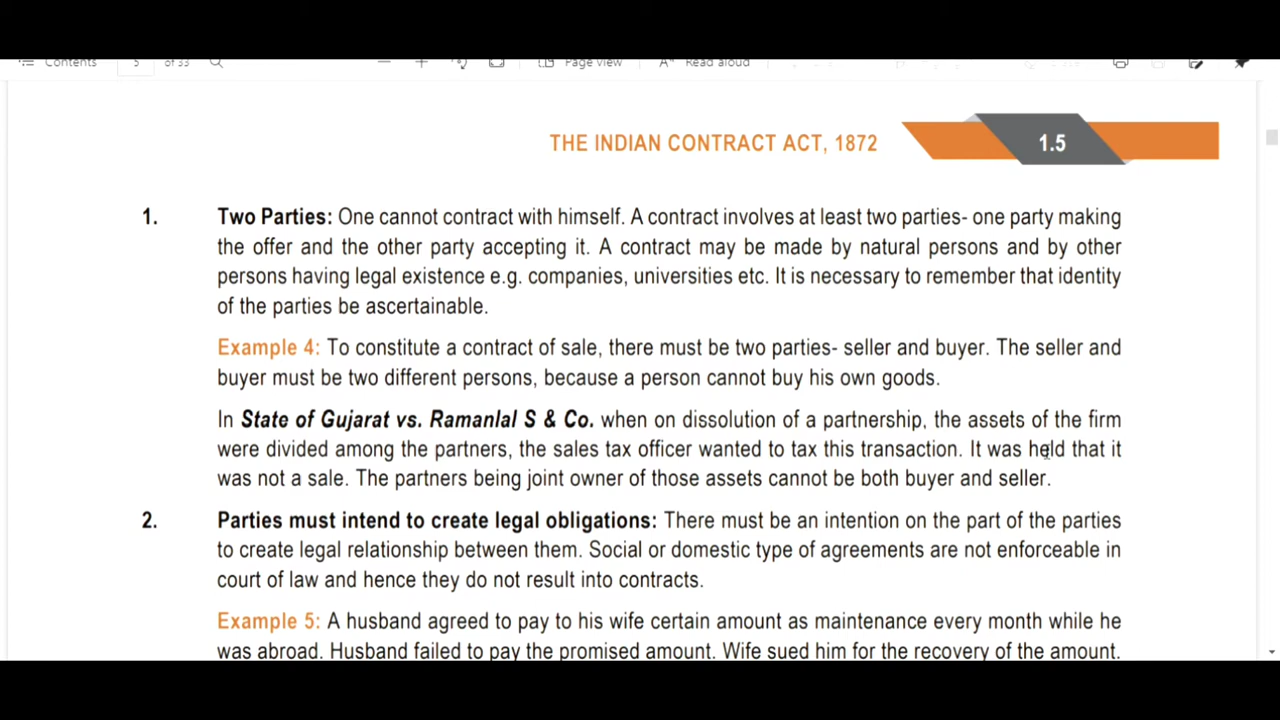 Contents 5 of 33 Page view Read aloud
THE INDIAN CONTRACT ACT, 1872 1.5
1. Two Parties: One cannot contract with himself. A contract involves at least two parties- one party making
the offer and the other party accepting it. A contract may be made by natural persons and by other
persons having legal existence e.g. companies, universities etc. It is necessary to remember that identity
of the parties be ascertainable.
Example 4: To constitute a contract of sale, there must be two parties- seller and buyer. The seller and
buyer must be two different persons, because a person cannot buy his own goods.
In State of Gujarat vs. Ramanlal S & Co. when on dissolution of a partnership, the assets of the firm
were divided among the partners, the sales tax officer wanted to tax this transaction. It was held that it
was not a sale. The partners being joint owner of those assets cannot be both buyer and seller.
2. Parties must intend to create legal obligations: There must be an intention on the part of the parties
to create legal relationship between them. Social or domestic type of agreements are not enforceable in
court of law and hence they do not result into contracts.
Example 5: A husband agreed to pay to his wife certain amount as maintenance every month while he
was abroad. Husband failed to pay the promised amount. Wife sued him for the recovery of the amount.